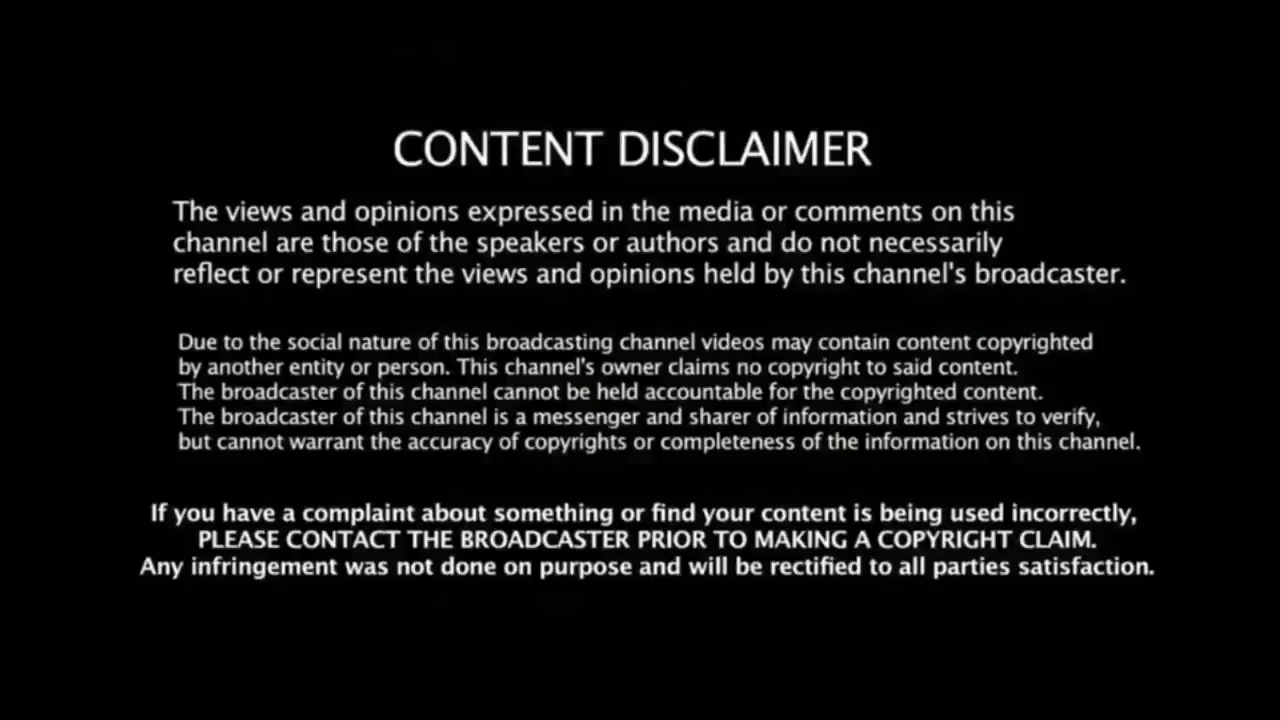 CONTENT DISCLAIMER
The views and opinions expressed in the media or comments on this
channel are those of the speakers or authors and do not necessarily
reflect or represent the views and opinions held by this channel's broadcaster.
Due to the social nature of this broadcasting channel videos may contain content copyrighted
by another entity or person. This channel's owner claims no copyright to said content.
The broadcaster of this channel cannot be held accountable for the copyrighted content.
The broadcaster of this channel is a messenger and sharer of information and strives to verify,
but cannot warrant the accuracy of copyrights or completeness of the information on this channel.
If you have a complaint about something or find your content is being used incorrectly,
PLEASE CONTACT THE BROADCASTER PRIOR TO MAKING A COPYRIGHT CLAIM.
Any infringement was not done on purpose and will be rectified to all parties satisfaction.